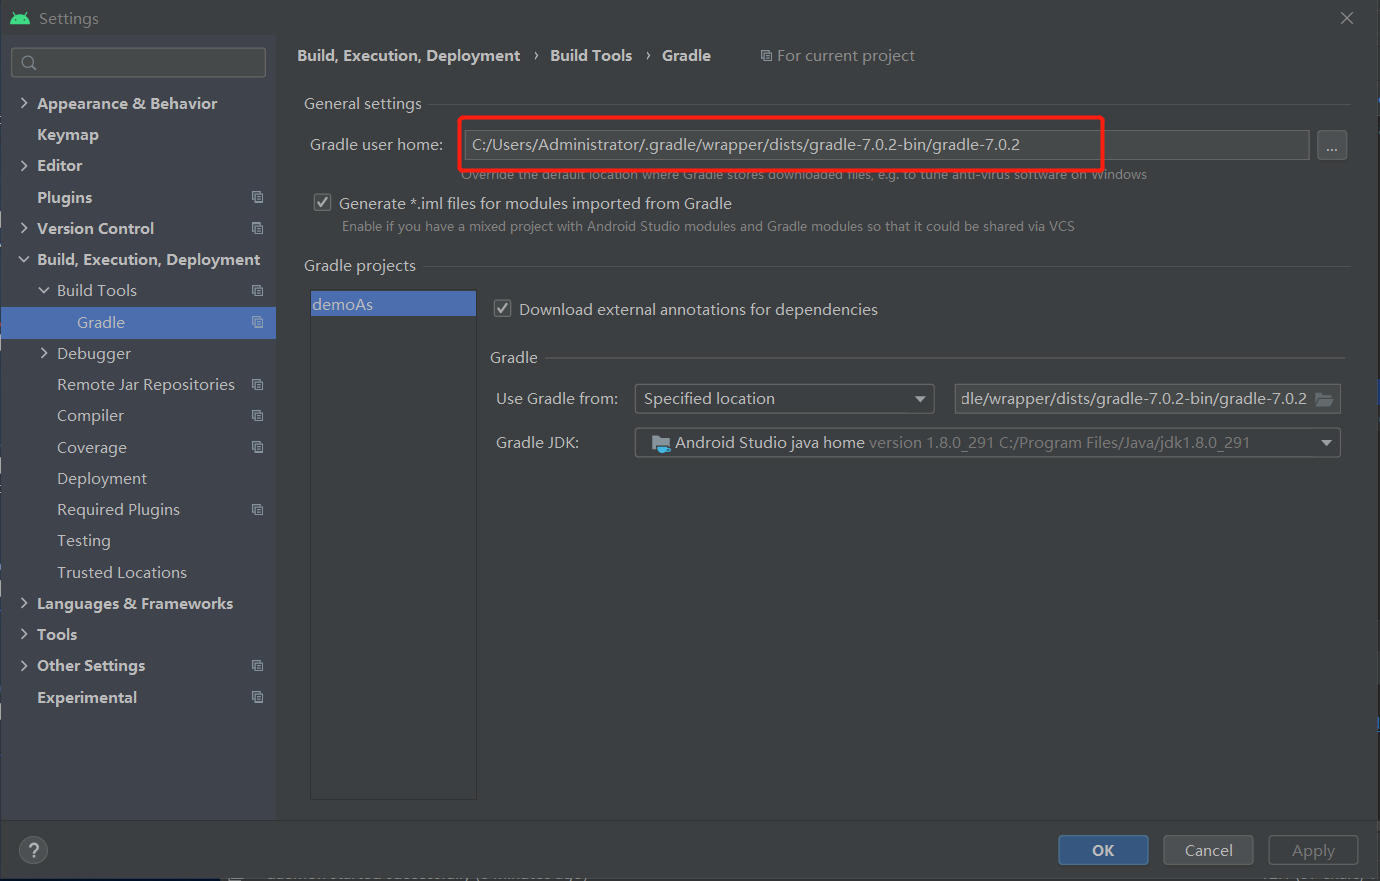 Settings
Build, Execution, Deployment › Build Tools › Gradle For current project
General settings
Gradle user home: C:/Users/Administrator/.gradle/wrapper/dists/gradle-7.0.2-bin/gradle-7.0.2 ...
Override the default location where Gradle stores downloaded files, e.g. to tune anti-virus software on Windows
Generate *.iml files for modules imported from Gradle
Enable if you have a mixed project with Android Studio modules and Gradle modules so that it could be shared via VCS
Gradle projects
demoAs
Download external annotations for dependencies
Gradle
Use Gradle from: Specified location dle/wrapper/dists/gradle-7.0.2-bin/gradle-7.0.2
Gradle JDK: Android Studio java home version 1.8.0_291 C:/Program Files/Java/jdk1.8.0_291
Appearance & Behavior
Keymap
Editor
Plugins
Version Control
Build, Execution, Deployment
Build Tools
Gradle
Debugger
Remote Jar Repositories
Compiler
Coverage
Deployment
Required Plugins
Testing
Trusted Locations
Languages & Frameworks
Tools
Other Settings
Experimental
?
OK Cancel Apply